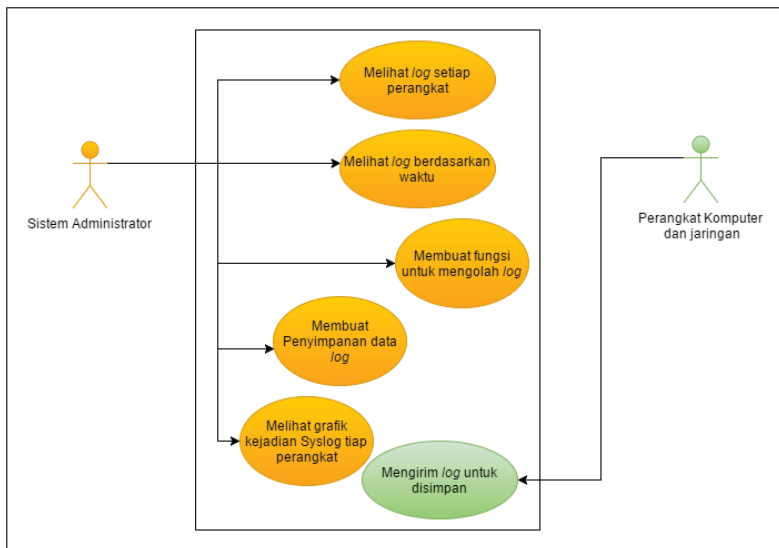 Melihat log setiap
perangkat
Melihat log berdasarkan
waktu
Sistem Administrator
Perangkat Komputer
dan jaringan
Membuat fungsi
untuk mengolah log
Membuat
Penyimpanan data
log
Melihat grafik
kejadian Syslog tiap
perangkat
Mengirim log untuk
disimpan